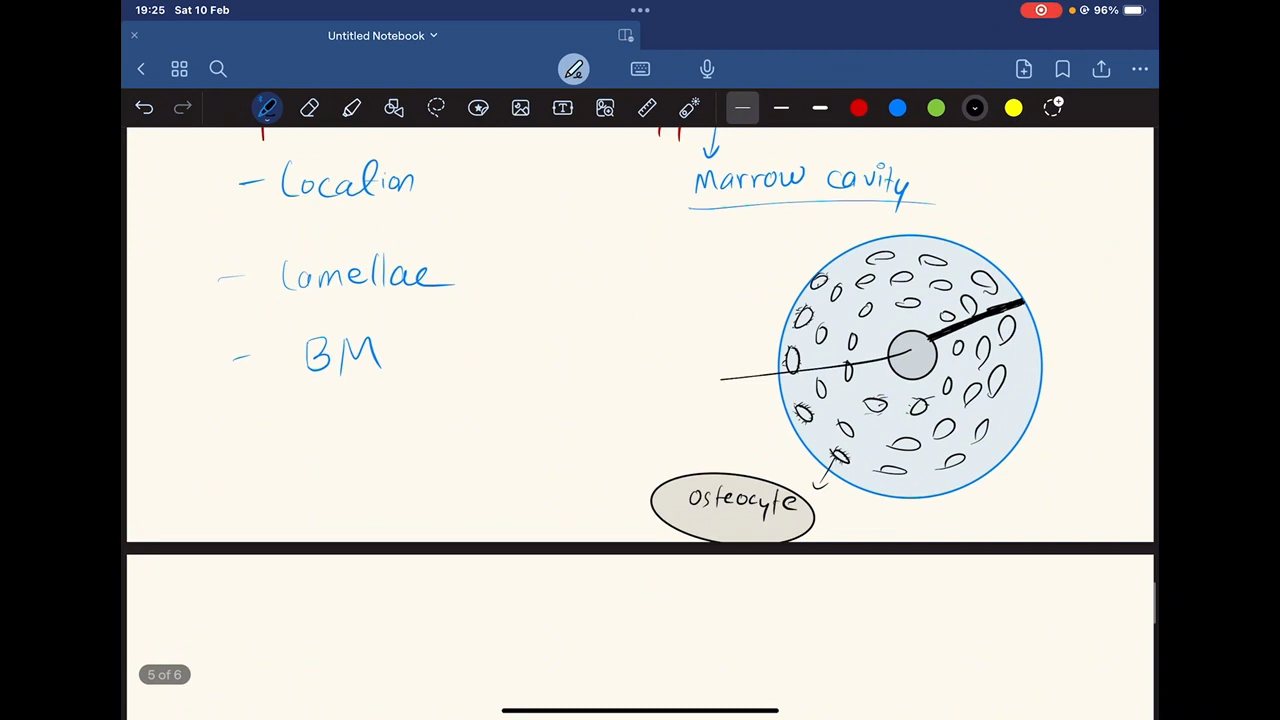 19:25 Sat 10 Feb
96%
Untitled Notebook
- Location
Marrow cavity
- Lamellae
- BM
osteocyte
5 of 6